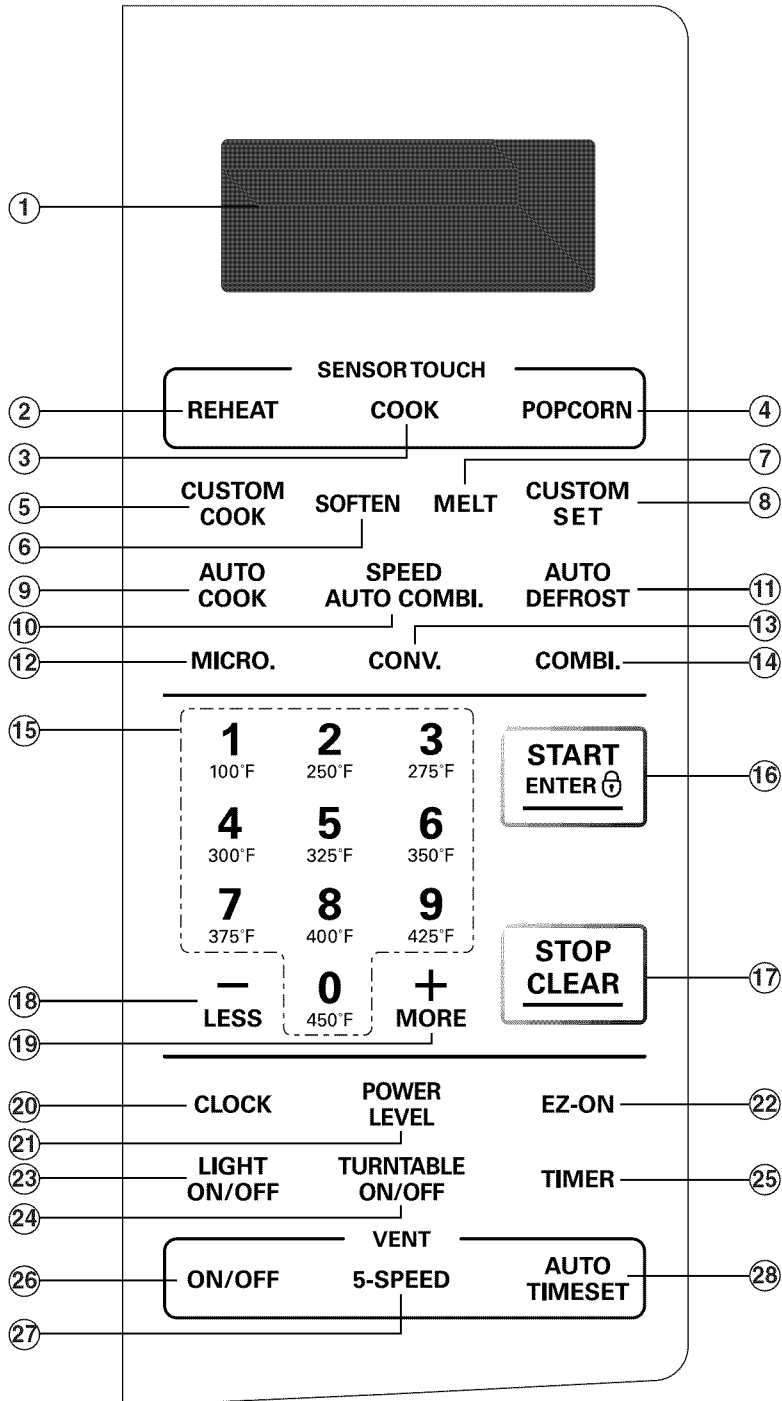 1
SENSOR TOUCH
2 REHEAT COOK POPCORN 4
3 7
5 CUSTOM COOK SOFTEN MELT CUSTOM SET 8
6
9 AUTO COOK SPEED AUTO COMBI. AUTO DEFROST 11
10 13
12 MICRO. CONV. COMBI. 14
15 1 2 3 START
100°F 250°F 275°F ENTER 16
4 5 6
300°F 325°F 350°F
7 8 9
375°F 400°F 425°F STOP
18 − 0 + CLEAR 17
LESS 450°F MORE
19
20 CLOCK POWER LEVEL EZ-ON 22
21
23 LIGHT ON/OFF TURNTABLE ON/OFF TIMER 25
24
VENT
26 ON/OFF 5-SPEED AUTO TIMESET 28
27